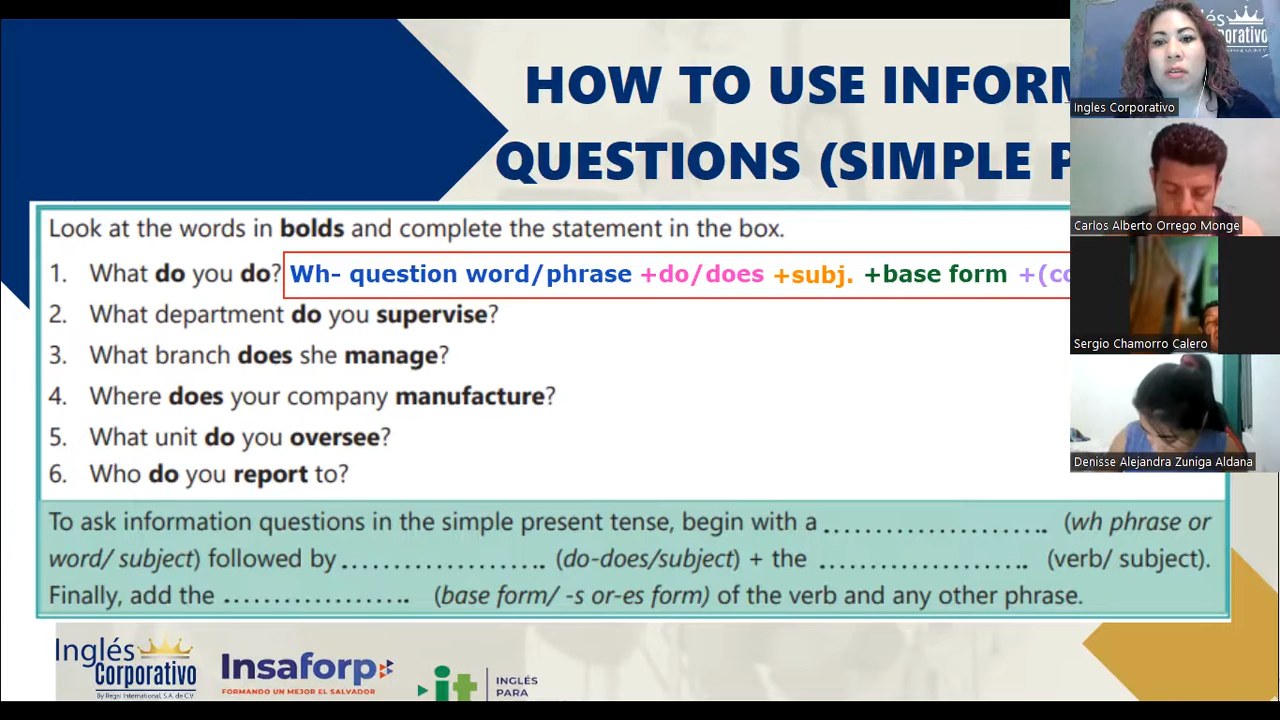 HOW TO USE INFORM
QUESTIONS (SIMPLE P
Look at the words in bolds and complete the statement in the box.
1. What do you do?
Wh- question word/phrase +do/does +subj. +base form +(co
2. What department do you supervise?
3. What branch does she manage?
4. Where does your company manufacture?
5. What unit do you oversee?
6. Who do you report to?
To ask information questions in the simple present tense, begin with a ...................... (wh phrase or
word/ subject) followed by ..................... (do-does/subject) + the ..................... (verb/ subject).
Finally, add the ................... (base form/ -s or-es form) of the verb and any other phrase.
Inglés
Corporativo
By Regni International, S.A. de C.V
Insaforp
FORMANDO UN MEJOR EL SALVADOR
it
INGLÉS
PARA
Ingles Corporativo
Carlos Alberto Orrego Monge
Sergio Chamorro Calero
Denisse Alejandra Zuniga Aldana